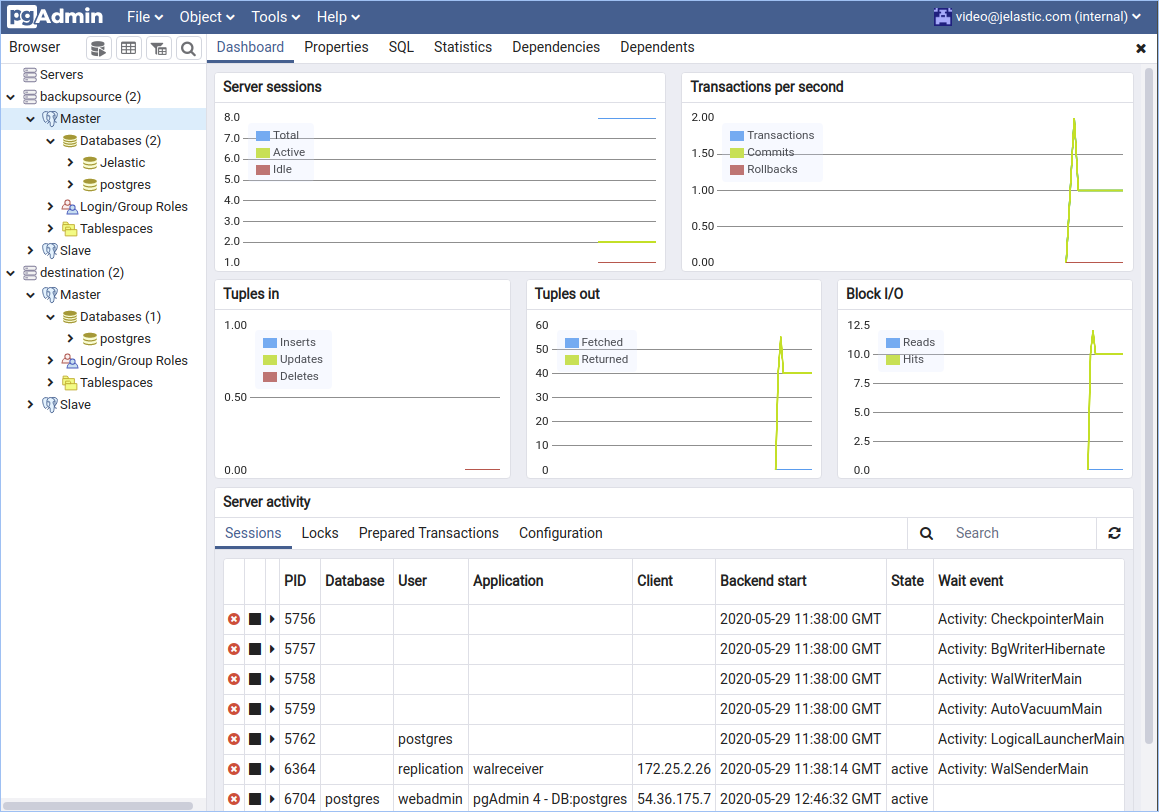 pgAdmin File Object Tools Help video@jelastic.com (internal)
Browser Dashboard Properties SQL Statistics Dependencies Dependents
Servers
backupsource (2)
Master
Databases (2)
Jelastic
postgres
Login/Group Roles
Tablespaces
Slave
destination (2)
Master
Databases (1)
postgres
Login/Group Roles
Tablespaces
Slave
Server sessions
8.0
7.0
6.0
5.0
4.0
3.0
2.0
1.0
Total
Active
Idle
Transactions per second
2.00
1.50
1.00
0.50
0.00
Transactions
Commits
Rollbacks
Tuples in
1.00
0.50
0.00
Inserts
Updates
Deletes
Tuples out
60
50
40
30
20
10
0
Fetched
Returned
Block I/O
12.5
10.0
7.5
5.0
2.5
0.0
Reads
Hits
Server activity
Sessions Locks Prepared Transactions Configuration Search
PID Database User Application Client Backend start State Wait event
5756 2020-05-29 11:38:00 GMT Activity: CheckpointerMain
5757 2020-05-29 11:38:00 GMT Activity: BgWriterHibernate
5758 2020-05-29 11:38:00 GMT Activity: WalWriterMain
5759 2020-05-29 11:38:00 GMT Activity: AutoVacuumMain
5762 postgres 2020-05-29 11:38:00 GMT Activity: LogicalLauncherMain
6364 replication walreceiver 172.25.2.26 2020-05-29 11:38:14 GMT active Activity: WalSenderMain
6704 postgres webadmin pgAdmin 4 - DB:postgres 54.36.175.7 2020-05-29 12:46:32 GMT active